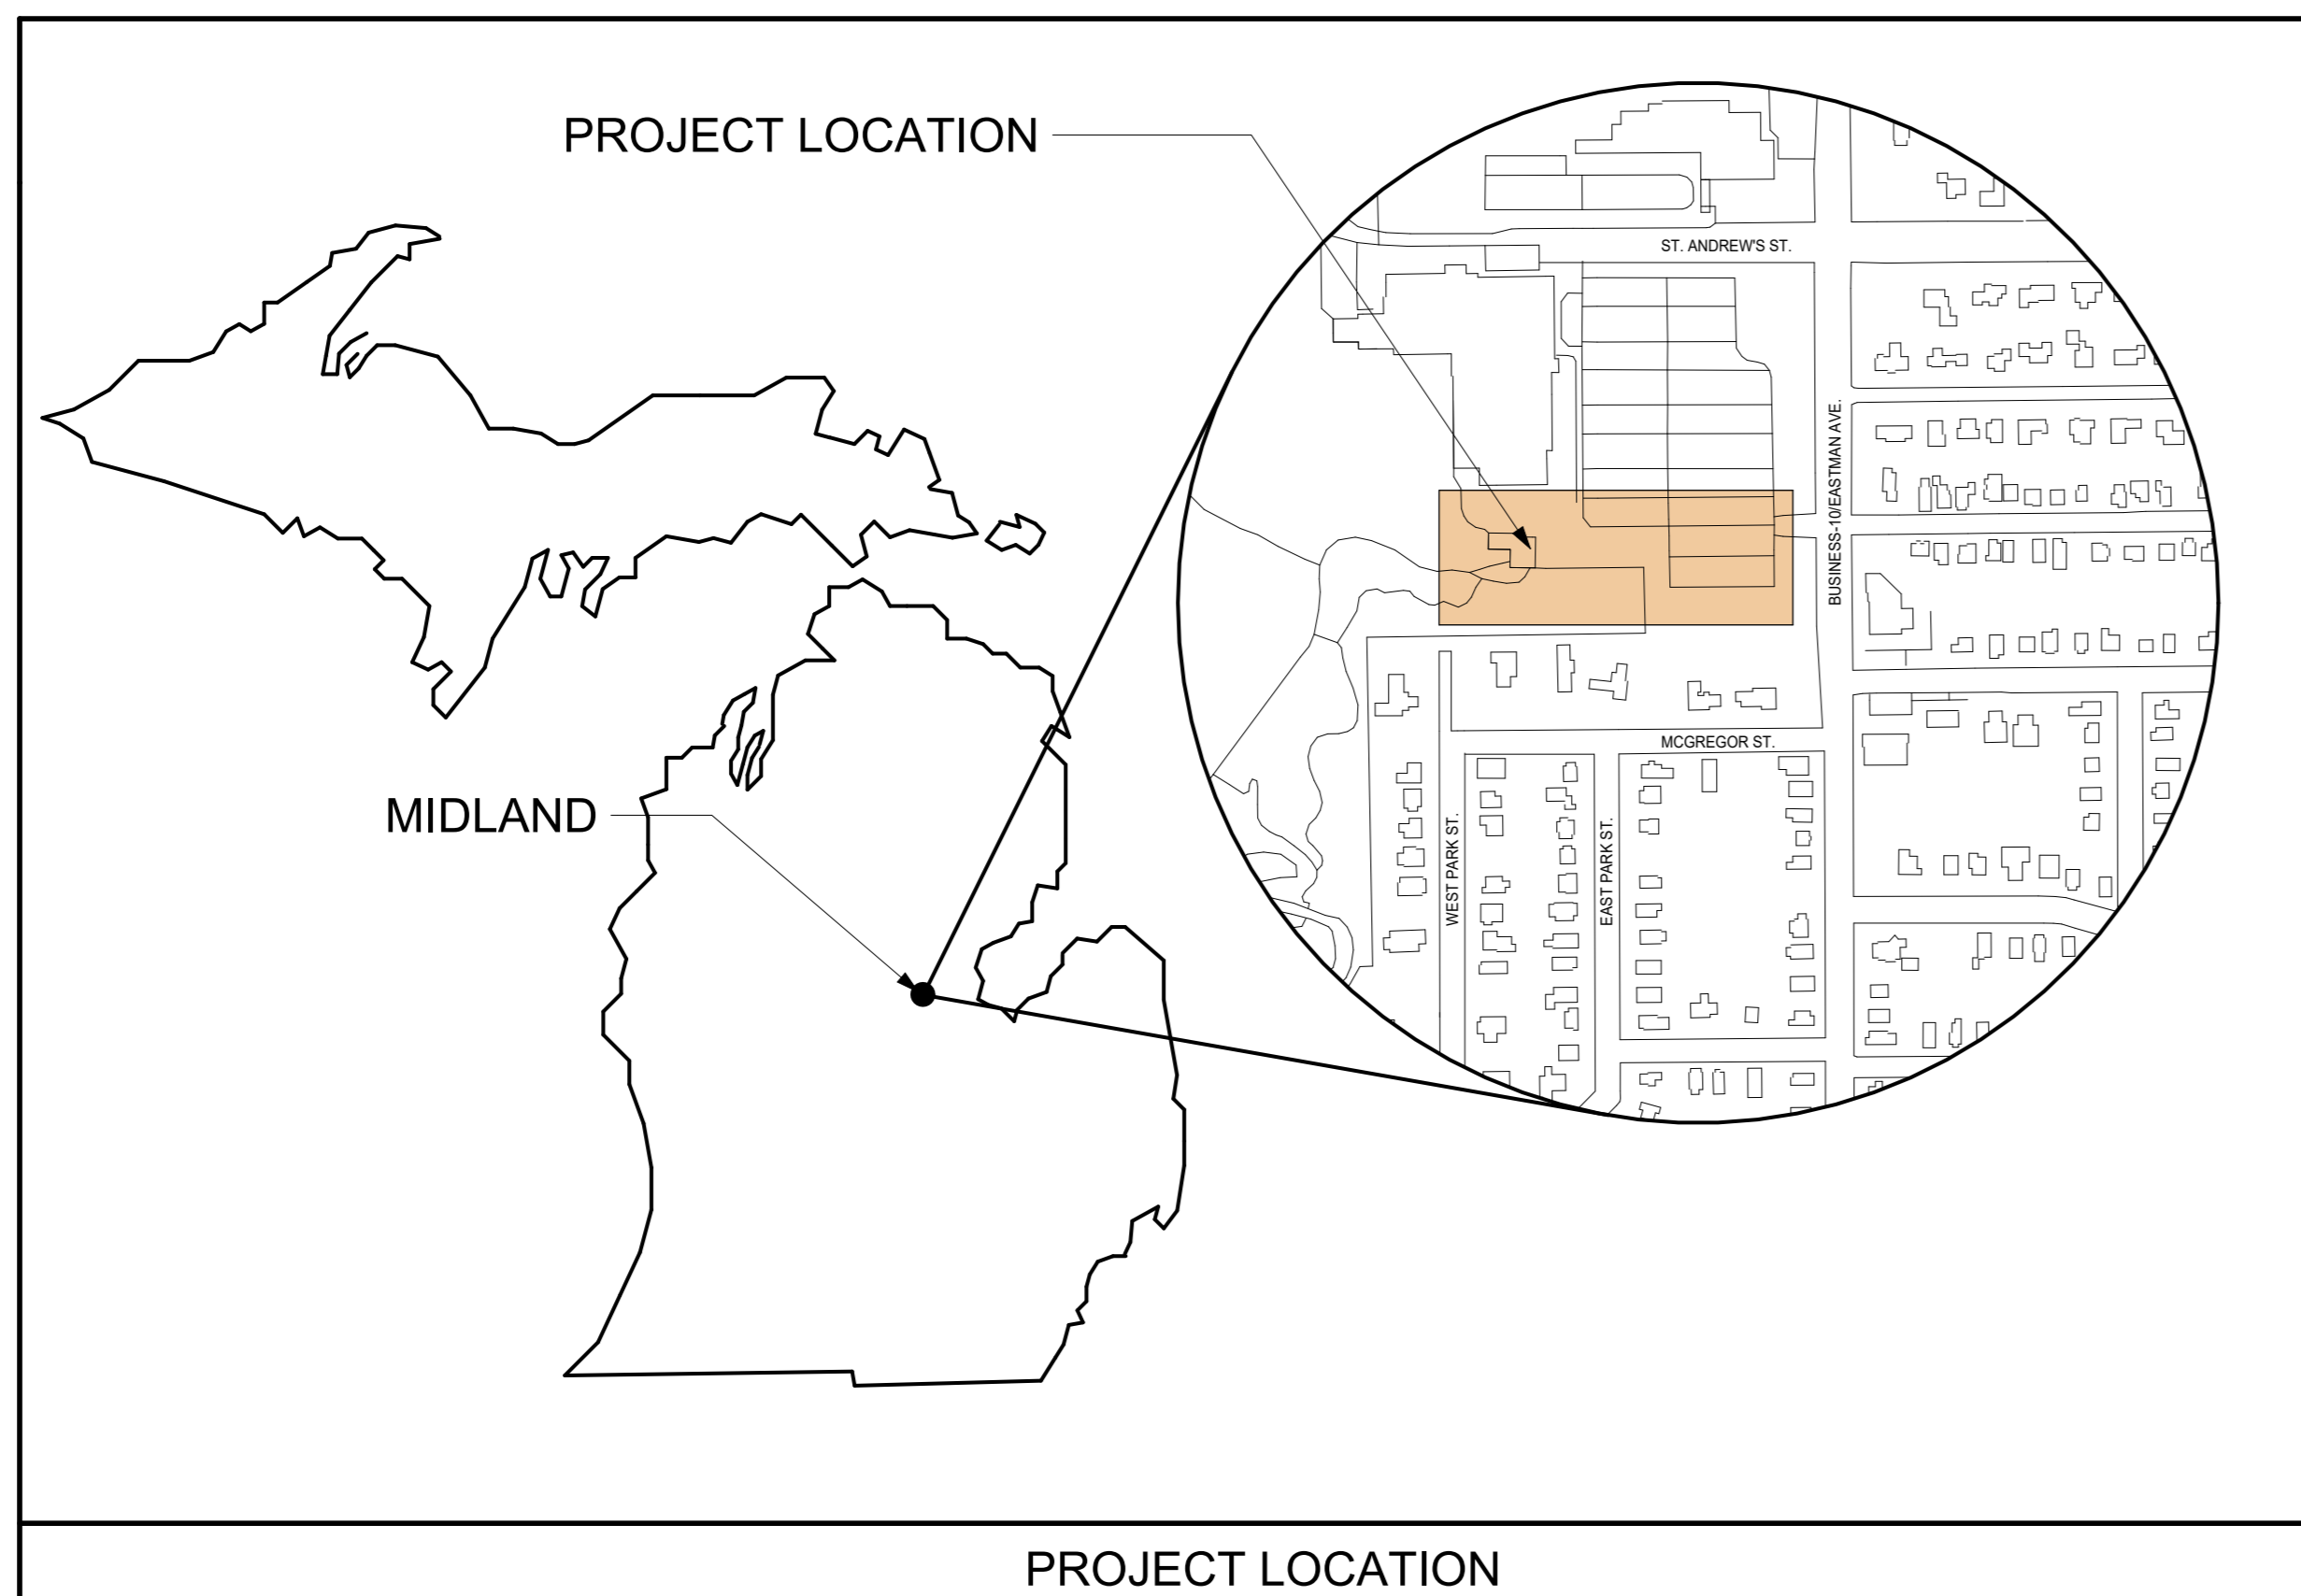 PROJECT LOCATION
ST. ANDREW'S ST.
BUSINESS-10/EASTMAN AVE.
MCGREGOR ST.
MIDLAND
WEST PARK ST.
EAST PARK ST.
PROJECT LOCATION